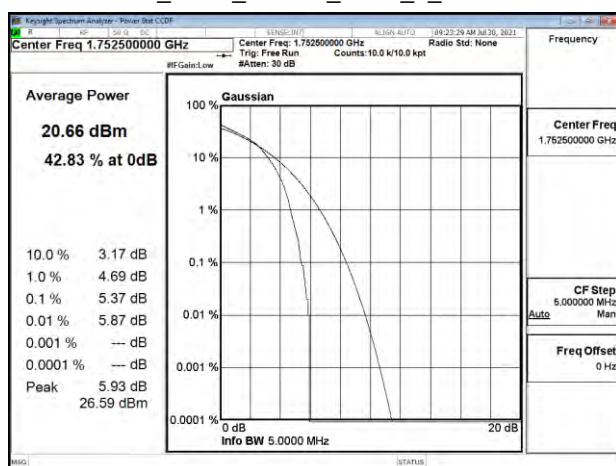 Keysight Spectrum Analyzer - Power Stat CCDF
R RF 50 Ω DC SENSE:INT ALIGN AUTO 09:23:29 AM Jul 30, 2021
Center Freq 1.752500000 GHz
Center Freq: 1.752500000 GHz
Radio Std: None
Trig: Free Run
Counts:10.0 k/10.0 kpt
#IFGain:Low
#Atten: 30 dB
Frequency
Average Power
20.66 dBm
42.83 % at 0dB
10.0 % 3.17 dB
1.0 % 4.69 dB
0.1 % 5.37 dB
0.01 % 5.87 dB
0.001 % --- dB
0.0001 % --- dB
Peak 5.93 dB
26.59 dBm
Gaussian
100 %
10 %
1 %
0.1 %
0.01 %
0.001 %
0.0001 %
0 dB
20 dB
Info BW 5.0000 MHz
Center Freq
1.752500000 GHz
CF Step
5.000000 MHz
Auto Man
Freq Offset
0 Hz
MSG
STATUS